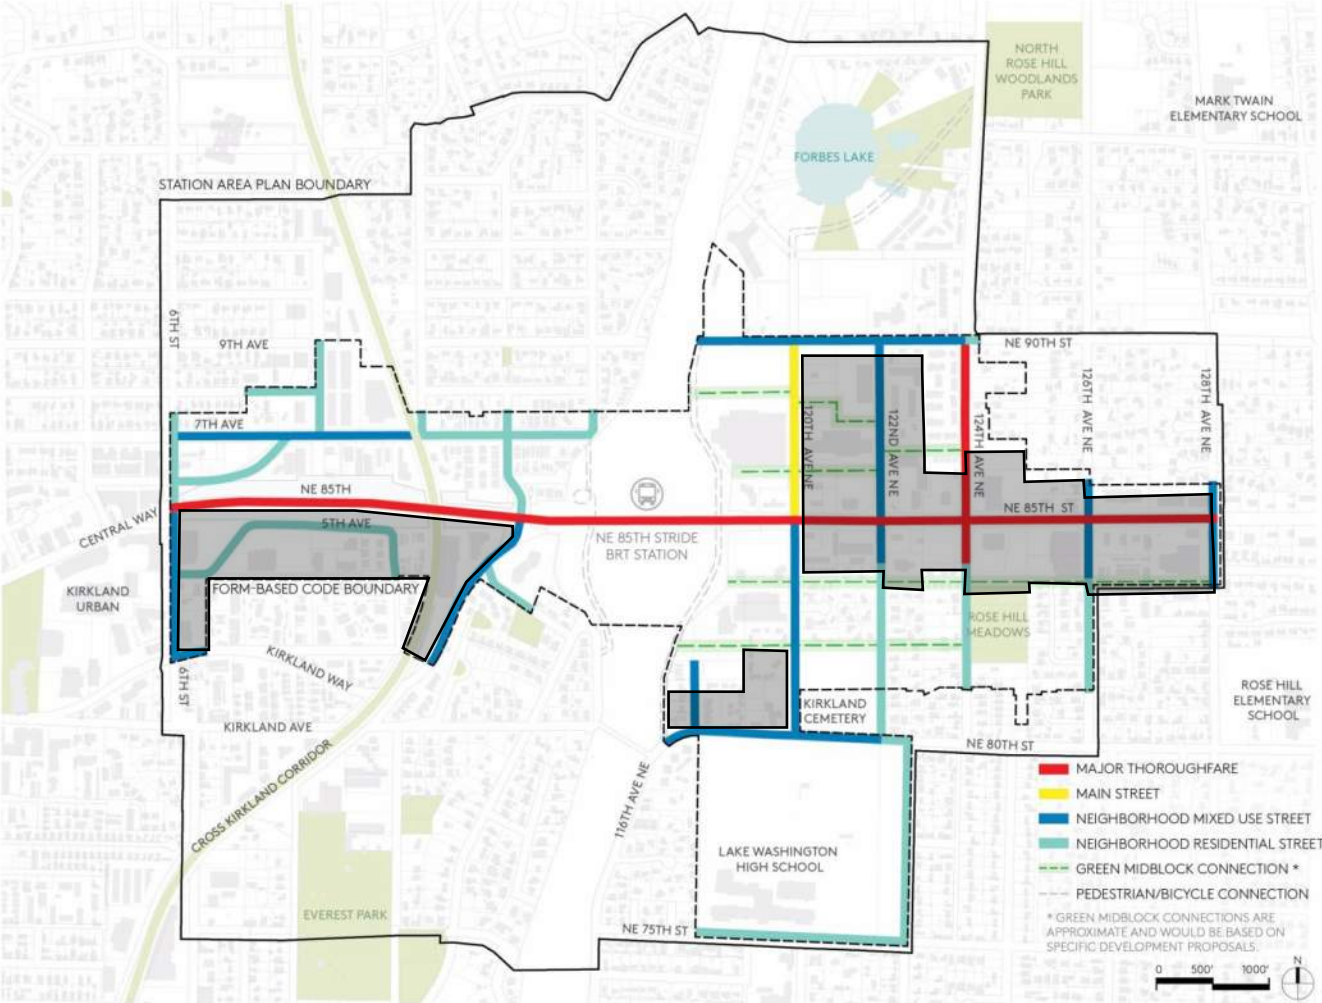 NORTH
ROSE HILL
WOODLANDS
PARK
MARK TWAIN
ELEMENTARY SCHOOL
FORBES LAKE
STATION AREA PLAN BOUNDARY
6TH ST
9TH AVE
NE 90TH ST
126TH AVE NE
128TH AVE NE
7TH AVE
120TH AVE NE
122ND AVE NE
124TH AVE NE
NE 85TH
NE 85TH ST
CENTRAL WAY
5TH AVE
NE 85TH STRIDE
BRT STATION
KIRKLAND
URBAN
FORM-BASED CODE BOUNDARY
ROSE HILL
MEADOWS
KIRKLAND WAY
6TH ST
ROSE HILL
ELEMENTARY
SCHOOL
KIRKLAND
CEMETERY
KIRKLAND AVE
NE 80TH ST
CROSS KIRKLAND CORRIDOR
116TH AVE NE
LAKE WASHINGTON
HIGH SCHOOL
EVEREST PARK
NE 75TH ST
MAJOR THOROUGHFARE
MAIN STREET
NEIGHBORHOOD MIXED USE STREET
NEIGHBORHOOD RESIDENTIAL STREET
GREEN MIDBLOCK CONNECTION *
PEDESTRIAN/BICYCLE CONNECTION
* GREEN MIDBLOCK CONNECTIONS ARE
APPROXIMATE AND WOULD BE BASED ON
SPECIFIC DEVELOPMENT PROPOSALS.
0 500' 1000'
N